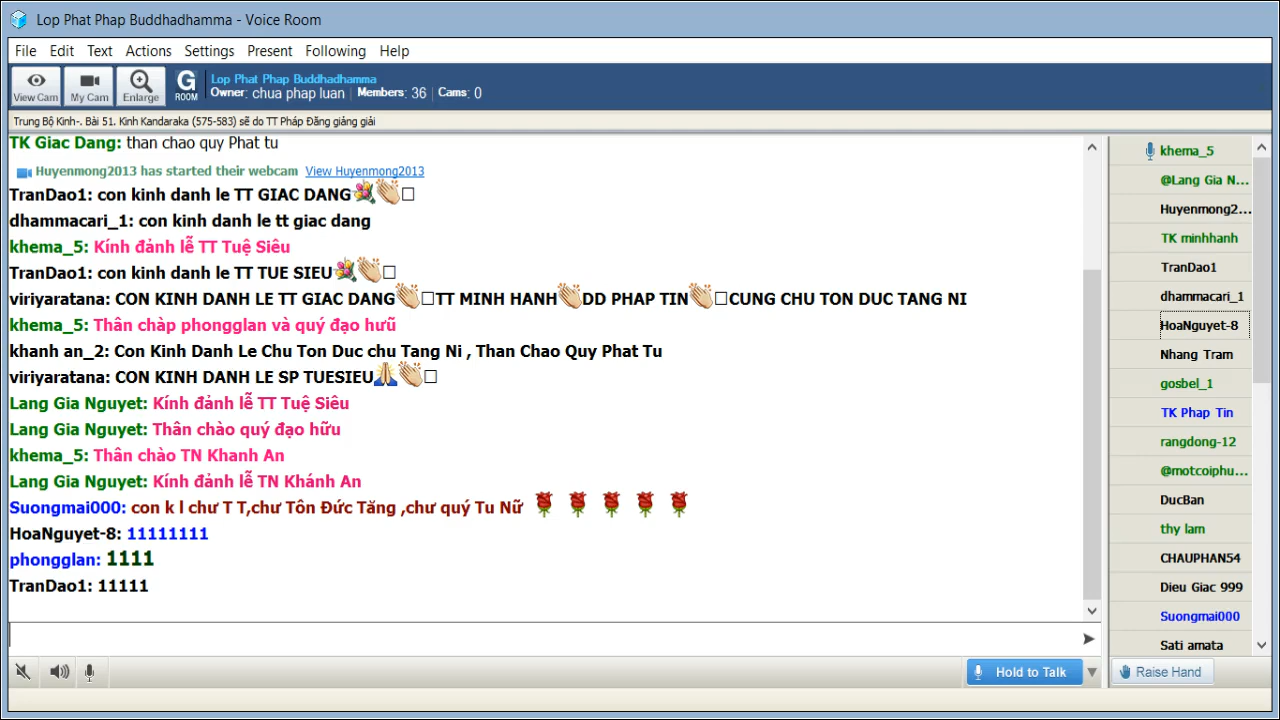 Lop Phat Phap Buddhadhamma - Voice Room
File Edit Text Actions Settings Present Following Help
View Cam My Cam Enlarge G ROOM
Lop Phat Phap Buddhadhamma
Owner: chua phap luan Members: 36 Cams: 0
Trung Bộ Kinh-. Bài 51. Kinh Kandaraka (575-583) sẽ do TT Pháp Đăng giảng giải
TK Giac Dang: than chao quy Phat tu
Huyenmong2013 has started their webcam View Huyenmong2013
TranDao1: con kinh danh le TT GIAC DANG
dhammacari_1: con kinh danh le tt giac dang
khema_5: Kính đảnh lễ TT Tuệ Siêu
TranDao1: con kinh danh le TT TUE SIEU
viriyaratana: CON KINH DANH LE TT GIAC DANG TT MINH HANH DD PHAP TIN CUNG CHU TON DUC TANG NI
khema_5: Thân chàp phongglan và quý đạo hưũ
khanh an_2: Con Kinh Danh Le Chu Ton Duc chu Tang Ni , Than Chao Quy Phat Tu
viriyaratana: CON KINH DANH LE SP TUESIEU
Lang Gia Nguyet: Kính đảnh lễ TT Tuệ Siêu
Lang Gia Nguyet: Thân chào quý đạo hữu
khema_5: Thân chào TN Khanh An
Lang Gia Nguyet: Kính đảnh lễ TN Khánh An
Suongmai000: con k l chư T T,chư Tôn Đức Tăng ,chư quý Tu Nữ
HoaNguyet-8: 11111111
phongglan: 1111
TranDao1: 11111
Hold to Talk
khema_5
@Lang Gia N...
Huyenmong2...
TK minhhanh
TranDao1
dhammacari_1
HoaNguyet-8
Nhang Tram
gosbel_1
TK Phap Tin
rangdong-12
@motcoiphu...
DucBan
thy lam
CHAUPHAN54
Dieu Giac 999
Suongmai000
Sati amata
Raise Hand